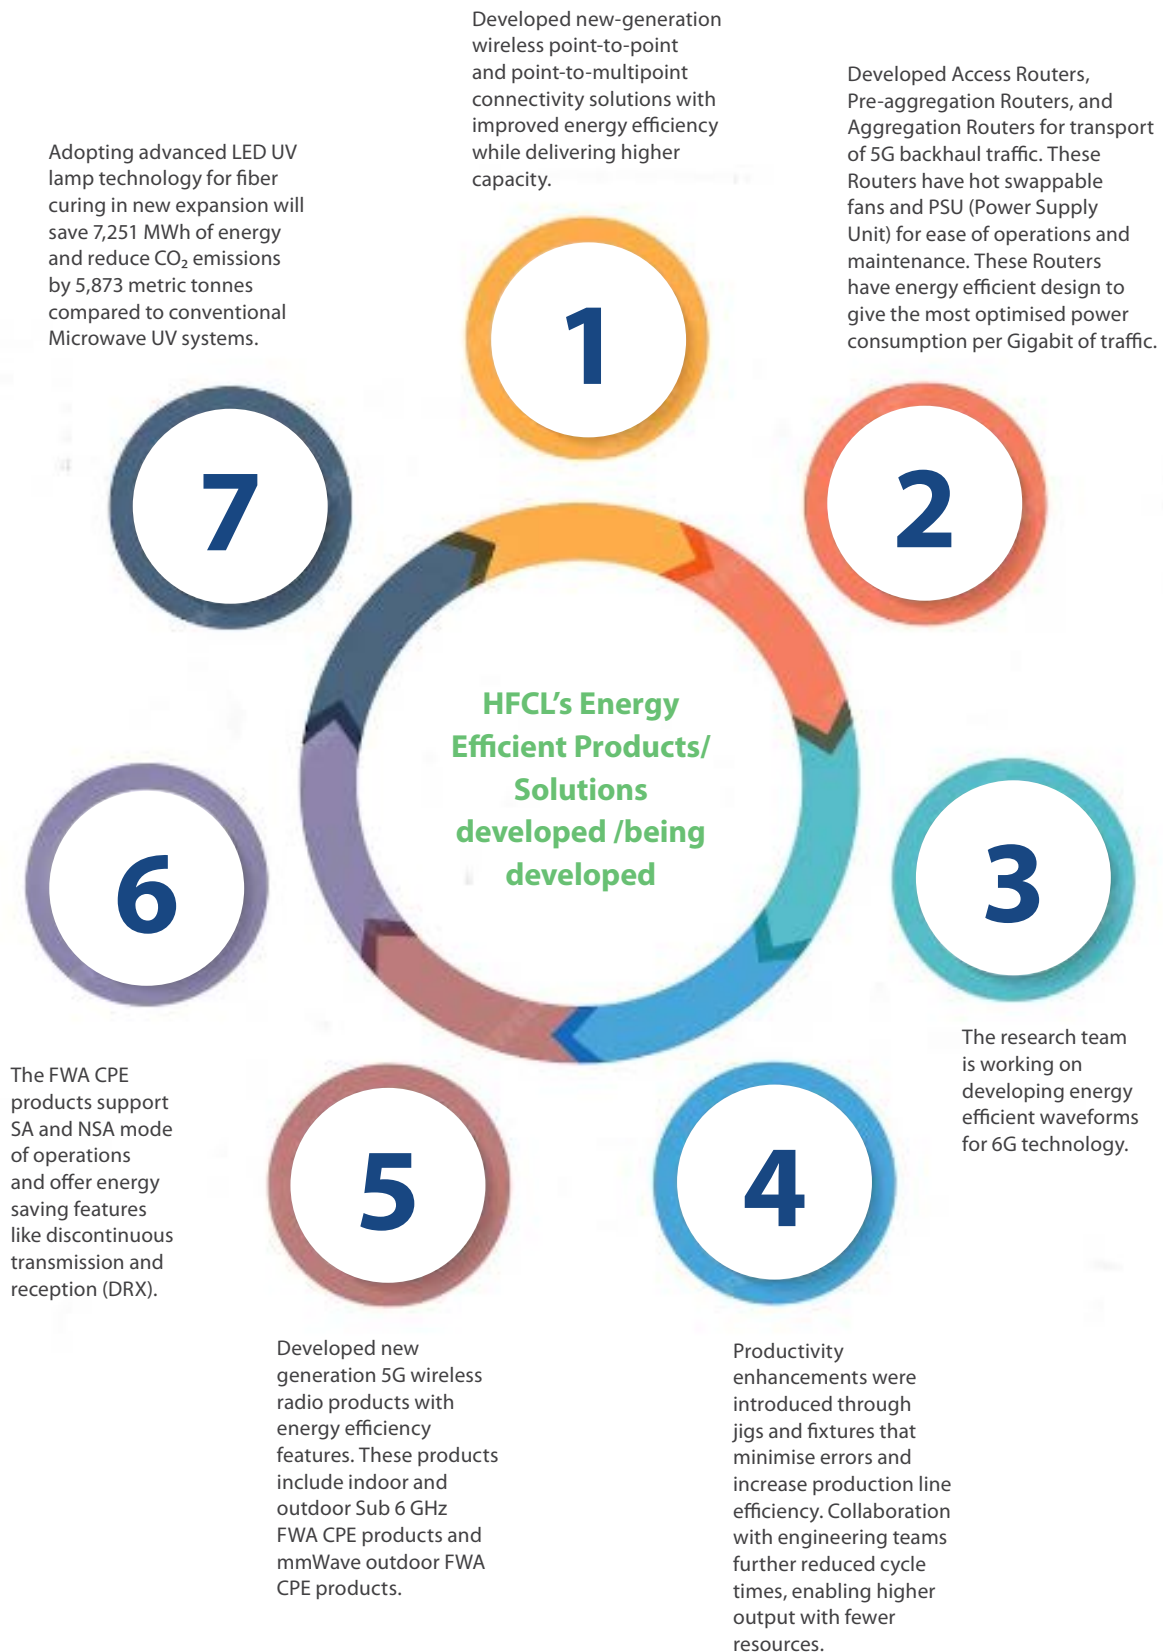 Developed new-generation
wireless point-to-point
and point-to-multipoint
connectivity solutions with
improved energy efficiency
while delivering higher
capacity.
1
Developed Access Routers,
Pre-aggregation Routers, and
Aggregation Routers for transport
of 5G backhaul traffic. These
Routers have hot swappable
fans and PSU (Power Supply
Unit) for ease of operations and
maintenance. These Routers
have energy efficient design to
give the most optimised power
consumption per Gigabit of traffic.
2
3
The research team
is working on
developing energy
efficient waveforms
for 6G technology.
4
Productivity
enhancements were
introduced through
jigs and fixtures that
minimise errors and
increase production line
efficiency. Collaboration
with engineering teams
further reduced cycle
times, enabling higher
output with fewer
resources.
5
Developed new
generation 5G wireless
radio products with
energy efficiency
features. These products
include indoor and
outdoor Sub 6 GHz
FWA CPE products and
mmWave outdoor FWA
CPE products.
6
The FWA CPE
products support
SA and NSA mode
of operations
and offer energy
saving features
like discontinuous
transmission and
reception (DRX).
Adopting advanced LED UV
lamp technology for fiber
curing in new expansion will
save 7,251 MWh of energy
and reduce CO₂ emissions
by 5,873 metric tonnes
compared to conventional
Microwave UV systems.
7
HFCL's Energy
Efficient Products/
Solutions
developed /being
developed